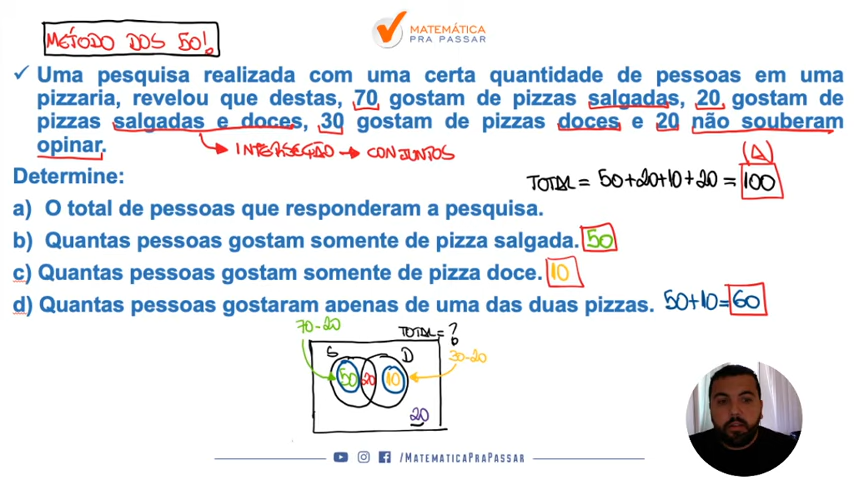 MÉTODO DOS 50!
MATEMÁTICA
PRA PASSAR
✓ Uma pesquisa realizada com uma certa quantidade de pessoas em uma
pizzaria, revelou que destas, 70 gostam de pizzas salgadas, 20 gostam de
pizzas salgadas e doces, 30 gostam de pizzas doces e 20 não souberam
opinar.
INTERSEÇÃO → CONJUNTOS
(A)
Determine:
TOTAL = 50+20+10+20 = 100
a) O total de pessoas que responderam a pesquisa.
b) Quantas pessoas gostam somente de pizza salgada. 50
c) Quantas pessoas gostam somente de pizza doce. 10
d) Quantas pessoas gostaram apenas de uma das duas pizzas. 50+10=60
70-20
TOTAL = ?
S D 30-20
50 20 10
20
/MATEMATICAPRAPASSAR